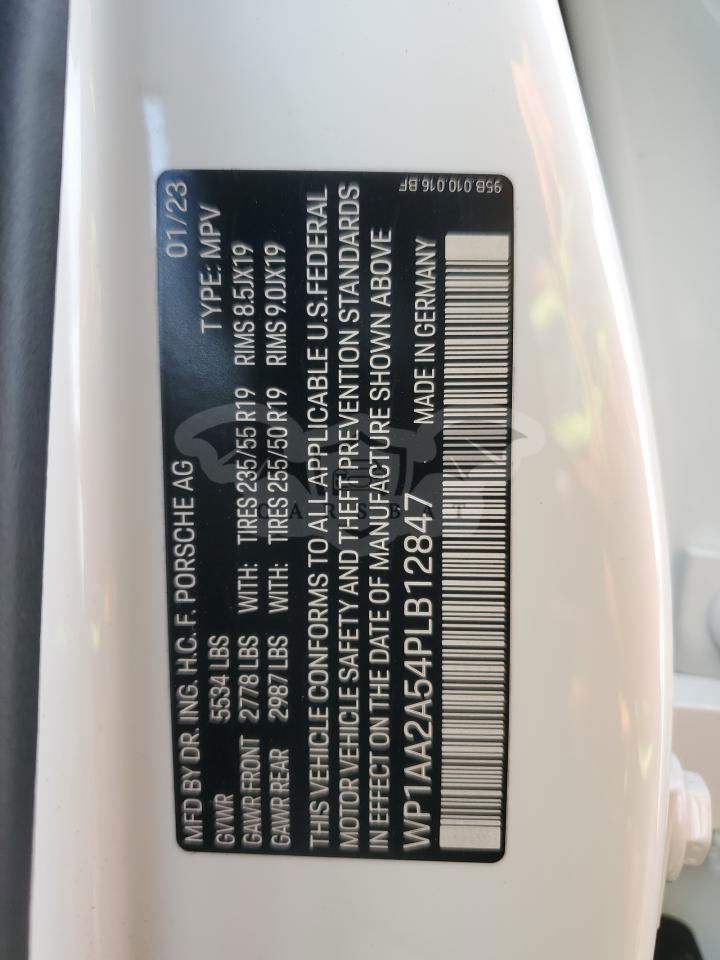 MFD BY DR. ING. H.C. F. PORSCHE AG 01/23
GVWR 5534 LBS TYPE: MPV
GAWR FRONT 2778 LBS WITH: TIRES 235/55 R19 RIMS 8.5JX19
GAWR REAR 2987 LBS WITH: TIRES 255/50 R19 RIMS 9.0JX19
THIS VEHICLE CONFORMS TO ALL APPLICABLE U.S. FEDERAL
MOTOR VEHICLE SAFETY AND THEFT PREVENTION STANDARDS
IN EFFECT ON THE DATE OF MANUFACTURE SHOWN ABOVE
WP1AA2A54PLB12847 MADE IN GERMANY
95B.010.016.BF
CARSBAT